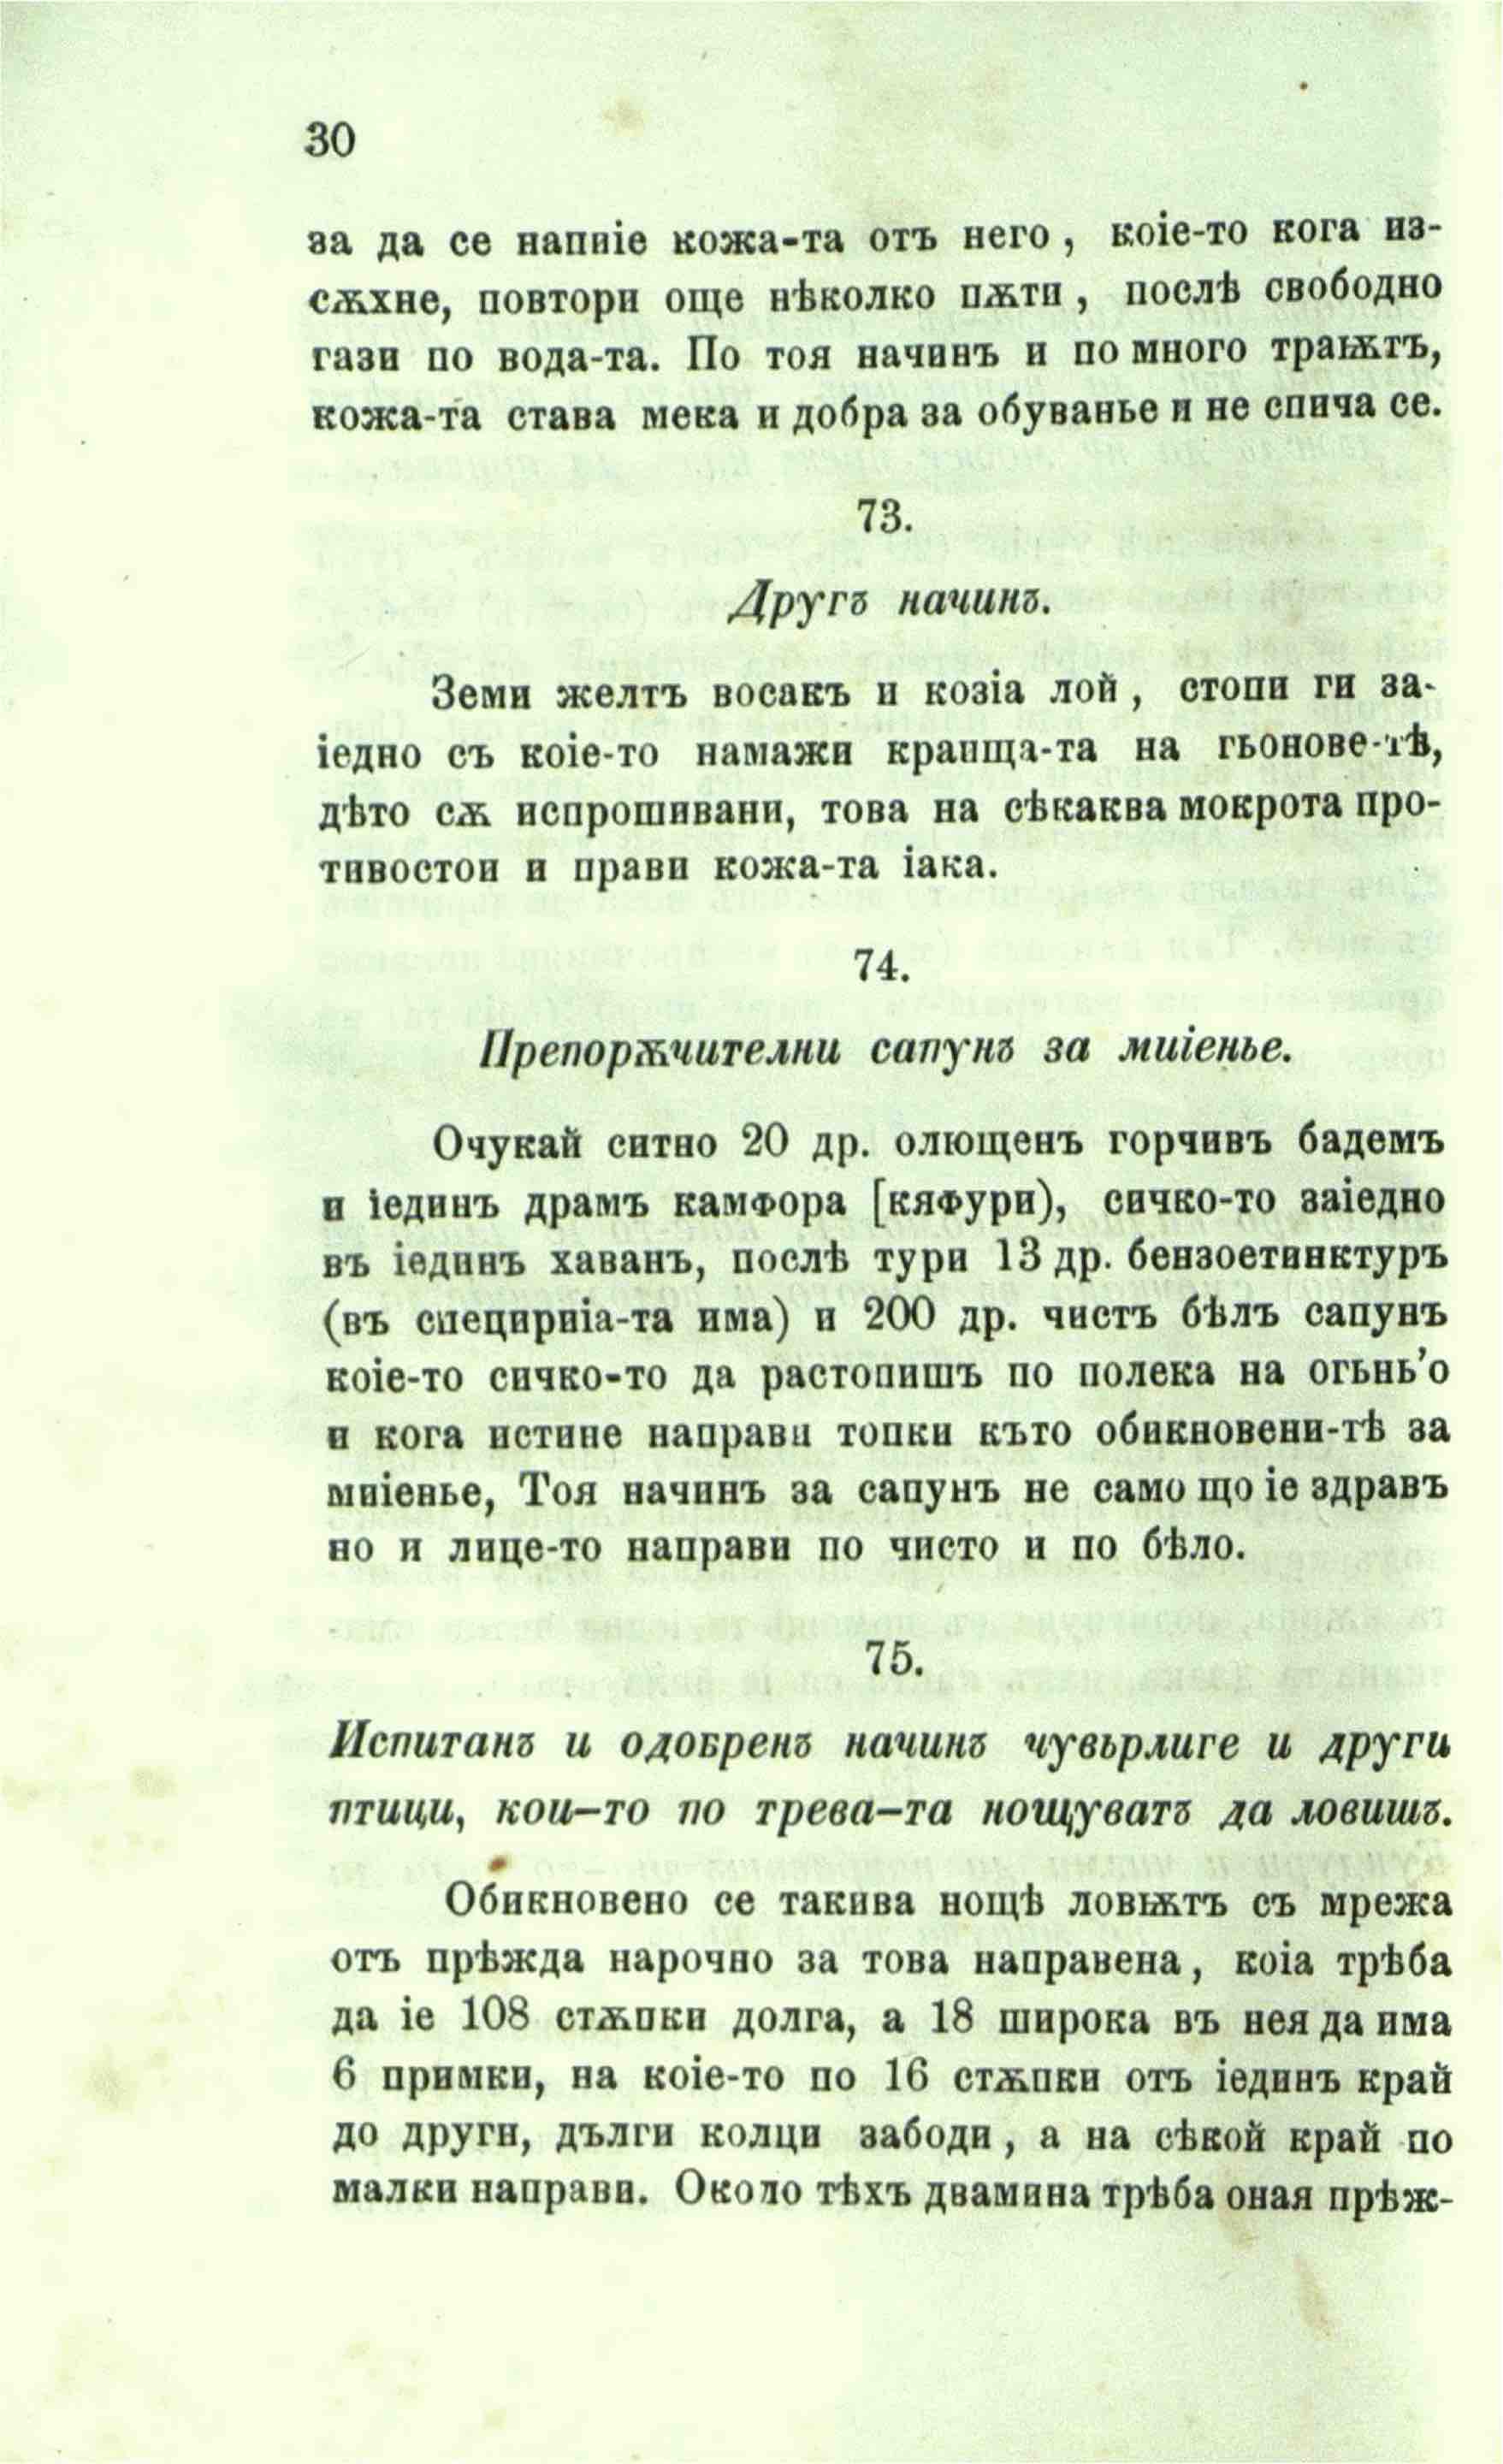 30
за да се напиіе кожа-та отъ него, коіе-то кога из-
сѫхне, повтори още нѣколко пѫти, послѣ свободно
гази по вода-та. По тоя начинъ и по много траѭтъ,
кожа-та става мека и добра за обуванье и не спича се.
73.
Другъ начинъ.
Земи желтъ восакъ и козіа лой, стопи ги за-
іедно съ коіе-то намажи краища-та на гьонове-тѣ,
дѣто сѫ испрошивани, това на сѣкаква мокрота про-
тивостои и прави кожа-та іака.
74.
Препорѫчителни сапунъ за миіенье.
Очукай ситно 20 др. олющенъ горчивъ бадемъ
и іединъ драмъ камфора [кяфури), сичко-то заіедно
въ іединъ хаванъ, послѣ тури 13 др. бензоетинктуръ
(въ специриіа-та има) и 200 др. чистъ бѣлъ сапунъ
коіе-то сичко-то да растопишъ по полека на огьнь'о
и кога истине направи топки къто обикновени-тѣ за
миіенье, Тоя начинъ за сапунъ не само що іе здравъ
но и лице-то направи по чисто и по бѣло.
75.
Испитанъ и одобренъ начинъ чувьрлиге и други
птици, кои-то по трева-та нощуватъ да ловишъ.
Обикновено се такива нощѣ ловѭтъ съ мрежа
отъ прѣжда нарочно за това направена, коіа трѣба
да іе 108 стѫпки долга, а 18 широка въ нея да има
6 примки, на коіе-то по 16 стѫпки отъ іединъ край
до други, дълги колци забоди, а на сѣкой край по
малки направи. Около тѣхъ двамина трѣба оная прѣж-